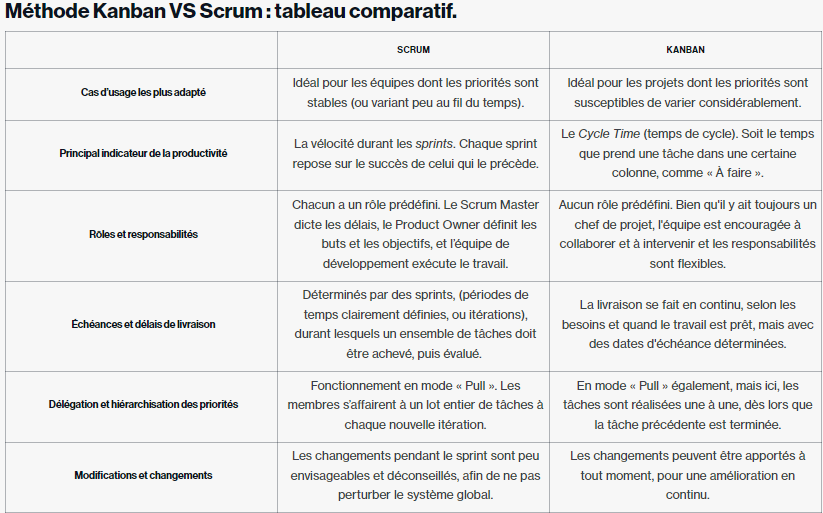 Méthode Kanban VS Scrum : tableau comparatif.
SCRUM
KANBAN
Cas d'usage les plus adapté
Idéal pour les équipes dont les priorités sont
stables (ou variant peu au fil du temps).
Idéal pour les projets dont les priorités sont
susceptibles de varier considérablement.
Principal indicateur de la productivité
La vélocité durant les sprints. Chaque sprint
repose sur le succès de celui qui le précède.
Le Cycle Time (temps de cycle). Soit le temps
que prend une tâche dans une certaine
colonne, comme « À faire ».
Rôles et responsabilités
Chacun a un rôle prédéfini. Le Scrum Master
dicte les délais, le Product Owner définit les
buts et les objectifs, et l'équipe de
développement exécute le travail.
Aucun rôle prédéfini. Bien qu'il y ait toujours un
chef de projet, l'équipe est encouragée à
collaborer et à intervenir et les responsabilités
sont flexibles.
Échéances et délais de livraison
Déterminés par des sprints, (périodes de
temps clairement définies, ou itérations),
durant lesquels un ensemble de tâches doit
être achevé, puis évalué.
La livraison se fait en continu, selon les
besoins et quand le travail est prêt, mais avec
des dates d'échéance déterminées.
Délégation et hiérarchisation des priorités
Fonctionnement en mode « Pull ». Les
membres s'affairent à un lot entier de tâches à
chaque nouvelle itération.
En mode « Pull » également, mais ici, les
tâches sont réalisées une à une, dès lors que
la tâche précédente est terminée.
Modifications et changements
Les changements pendant le sprint sont peu
envisageables et déconseillés, afin de ne pas
perturber le système global.
Les changements peuvent être apportés à
tout moment, pour une amélioration en
continu.